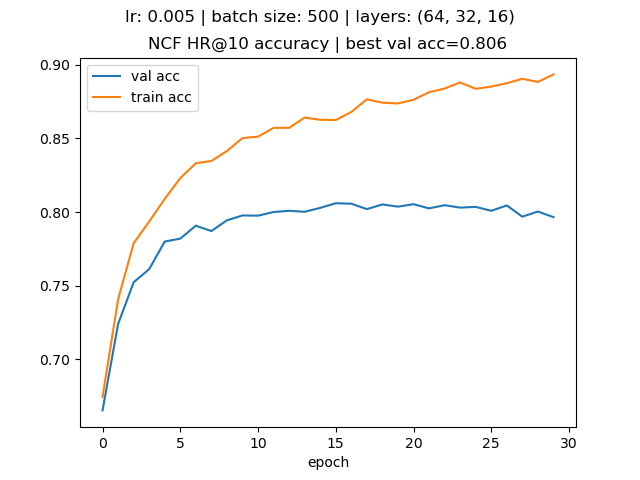 lr: 0.005 | batch size: 500 | layers: (64, 32, 16)
NCF HR@10 accuracy | best val acc=0.806
val acc
train acc
0.90
0.85
0.80
0.75
0.70
0 5 10 15 20 25 30
epoch